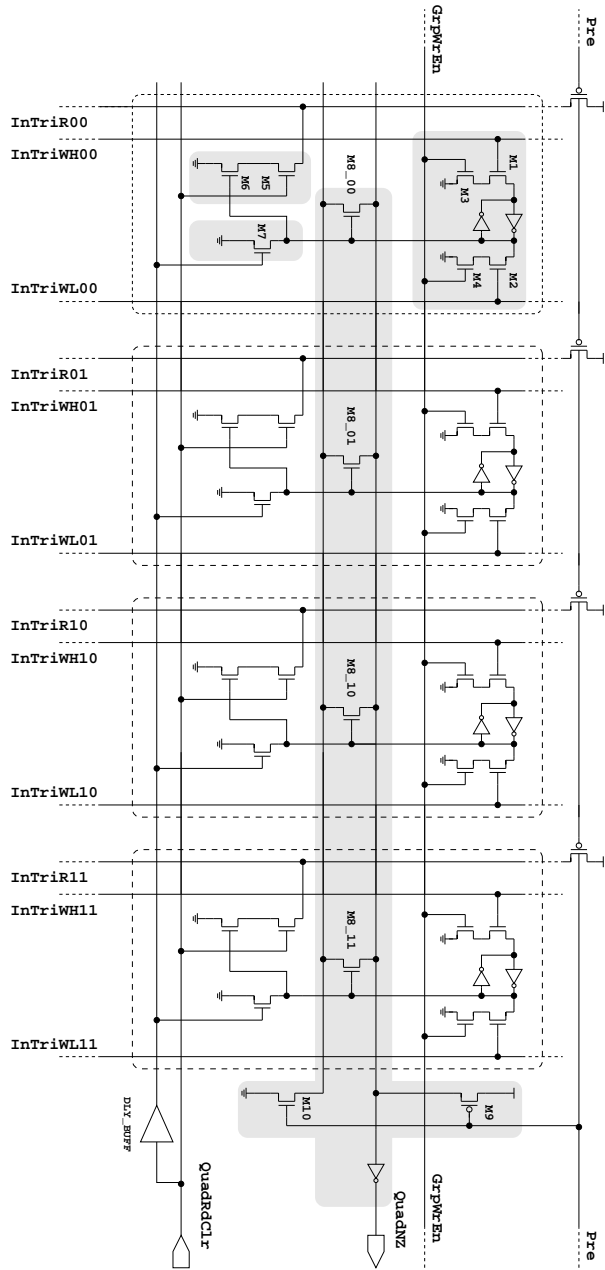 GrpWrEn
Pre
InTriR00
InTriWH00
M8_00
M1
M3
M5
M6
M7
M2
M4
InTriWL00
InTriR01
InTriWH01
M8_01
InTriWL01
InTriR10
InTriWH10
M8_10
InTriWL10
InTriR11
InTriWH11
M8_11
InTriWL11
M10
M9
DLY_BUFF
QuadRdClr
QuadNZ
GrpWrEn
Pre